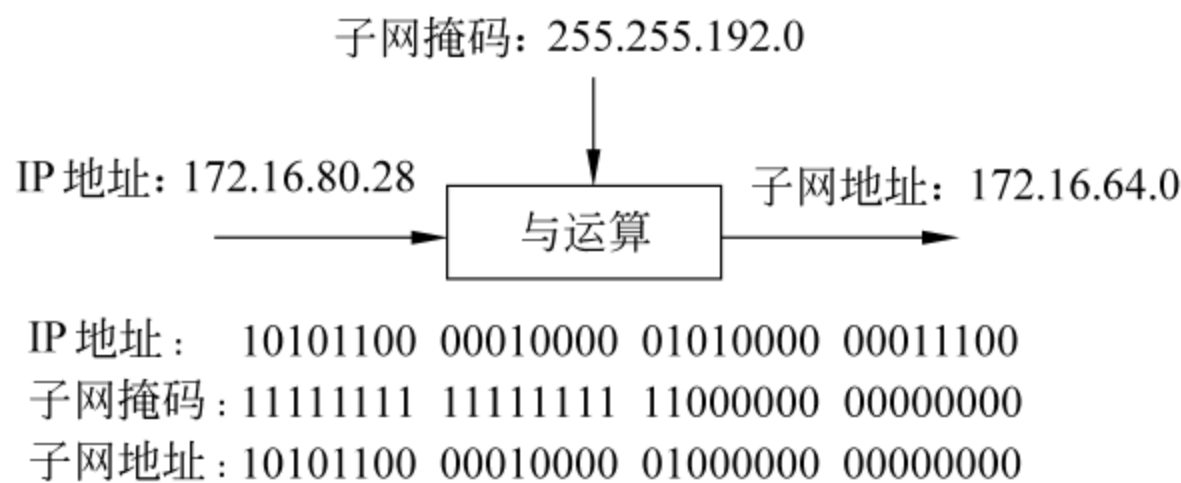 子网掩码：255.255.192.0
IP 地址：172.16.80.28
子网地址：172.16.64.0
与运算
IP 地址： 10101100 00010000 01010000 00011100
子网掩码：11111111 11111111 11000000 00000000
子网地址：10101100 00010000 01000000 00000000